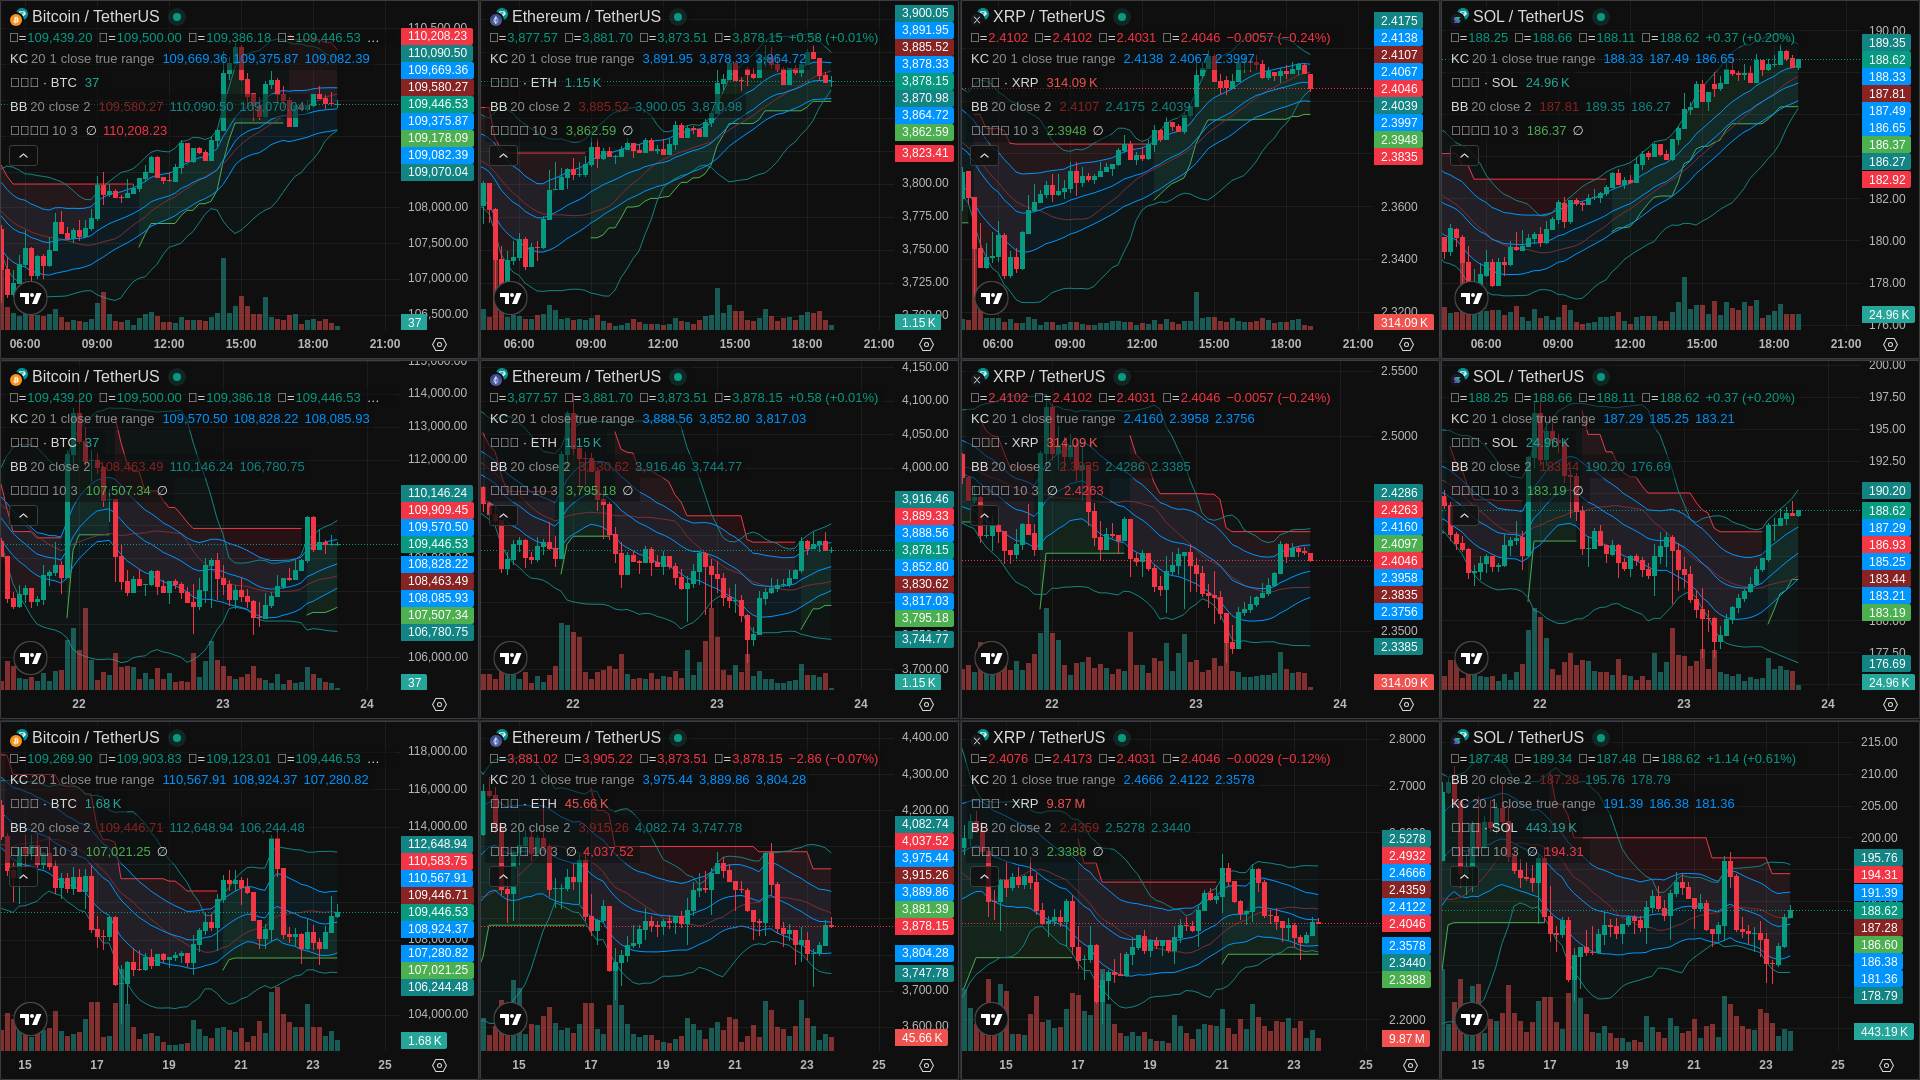 Bitcoin / TetherUS
□=109,439.20 □=109,500.00 □=109,386.18 □=109,446.53 ...
KC 20 1 close true range 109,669.36 109,375.87 109,082.39
□□□ · BTC 37
BB 20 close 2 109,580.27 110,090.50 109,070.04
□□□□ 10 3 ∅ 110,208.23
110,500.00
110,208.23
110,090.50
109,669.36
109,580.27
109,446.53
109,375.87
109,178.09
109,082.39
109,070.04
108,000.00
107,500.00
107,000.00
106,500.00
37
06:00 09:00 12:00 15:00 18:00 21:00
Ethereum / TetherUS
□=3,877.57 □=3,881.70 □=3,873.51 □=3,878.15 +0.58 (+0.01%)
KC 20 1 close true range 3,891.95 3,878.33 3,864.72
□□□ · ETH 1.15 K
BB 20 close 2 3,885.52 3,900.05 3,870.98
□□□□ 10 3 3,862.59 ∅
3,900.05
3,891.95
3,885.52
3,878.33
3,878.15
3,870.98
3,864.72
3,862.59
3,823.41
3,800.00
3,775.00
3,750.00
3,725.00
3,700.00
1.15 K
06:00 09:00 12:00 15:00 18:00 21:00
XRP / TetherUS
□=2.4102 □=2.4102 □=2.4031 □=2.4046 −0.0057 (−0.24%)
KC 20 1 close true range 2.4138 2.4067 2.3997
□□□ · XRP 314.09 K
BB 20 close 2 2.4107 2.4175 2.4039
□□□□ 10 3 2.3948 ∅
2.4175
2.4138
2.4107
2.4067
2.4046
2.4039
2.3997
2.3948
2.3835
2.3600
2.3400
2.3200
314.09 K
06:00 09:00 12:00 15:00 18:00 21:00
SOL / TetherUS
□=188.25 □=188.66 □=188.11 □=188.62 +0.37 (+0.20%)
KC 20 1 close true range 188.33 187.49 186.65
□□□ · SOL 24.96 K
BB 20 close 2 187.81 189.35 186.27
□□□□ 10 3 186.37 ∅
190.00
189.35
188.62
188.33
187.81
187.49
186.65
186.37
186.27
182.92
182.00
180.00
178.00
24.96 K
176.00
06:00 09:00 12:00 15:00 18:00 21:00
Bitcoin / TetherUS
□=109,439.20 □=109,500.00 □=109,386.18 □=109,446.53 ...
KC 20 1 close true range 109,570.50 108,828.22 108,085.93
□□□ · BTC 37
BB 20 close 2 108,463.49 110,146.24 106,780.75
□□□□ 10 3 107,507.34 ∅
115,000.00
114,000.00
113,000.00
112,000.00
110,146.24
109,909.45
109,570.50
109,446.53
108,828.22
108,463.49
108,085.93
107,507.34
106,780.75
106,000.00
37
22 23 24
Ethereum / TetherUS
□=3,877.57 □=3,881.70 □=3,873.51 □=3,878.15 +0.58 (+0.01%)
KC 20 1 close true range 3,888.56 3,852.80 3,817.03
□□□ · ETH 1.15 K
BB 20 close 2 3,830.62 3,916.46 3,744.77
□□□□ 10 3 3,795.18 ∅
4,150.00
4,100.00
4,050.00
4,000.00
3,916.46
3,889.33
3,888.56
3,878.15
3,852.80
3,830.62
3,817.03
3,795.18
3,744.77
3,700.00
1.15 K
22 23 24
XRP / TetherUS
□=2.4102 □=2.4102 □=2.4031 □=2.4046 −0.0057 (−0.24%)
KC 20 1 close true range 2.4160 2.3958 2.3756
□□□ · XRP 314.09 K
BB 20 close 2 2.3835 2.4286 2.3385
□□□□ 10 3 ∅ 2.4263
2.5500
2.5000
2.4286
2.4263
2.4160
2.4097
2.4046
2.3958
2.3835
2.3756
2.3500
2.3385
314.09 K
22 23 24
SOL / TetherUS
□=188.25 □=188.66 □=188.11 □=188.62 +0.37 (+0.20%)
KC 20 1 close true range 187.29 185.25 183.21
□□□ · SOL 24.96 K
BB 20 close 2 183.44 190.20 176.69
□□□□ 10 3 183.19 ∅
200.00
197.50
195.00
192.50
190.20
188.62
187.29
186.93
185.25
183.44
183.21
183.19
180.00
177.50
176.69
24.96 K
22 23 24
Bitcoin / TetherUS
□=109,269.90 □=109,903.83 □=109,123.01 □=109,446.53 ...
KC 20 1 close true range 110,567.91 108,924.37 107,280.82
□□□ · BTC 1.68 K
BB 20 close 2 109,446.71 112,648.94 106,244.48
□□□□ 10 3 107,021.25 ∅
118,000.00
116,000.00
114,000.00
112,648.94
110,583.75
110,567.91
109,446.71
109,446.53
108,924.37
108,000.00
107,280.82
107,021.25
106,244.48
104,000.00
1.68 K
15 17 19 21 23 25
Ethereum / TetherUS
□=3,881.02 □=3,905.22 □=3,873.51 □=3,878.15 −2.86 (−0.07%)
KC 20 1 close true range 3,975.44 3,889.86 3,804.28
□□□ · ETH 45.66 K
BB 20 close 2 3,915.26 4,082.74 3,747.78
□□□□ 10 3 ∅ 4,037.52
4,400.00
4,300.00
4,200.00
4,082.74
4,037.52
3,975.44
3,915.26
3,889.86
3,881.39
3,878.15
3,804.28
3,747.78
3,700.00
3,600.00
45.66 K
15 17 19 21 23 25
XRP / TetherUS
□=2.4076 □=2.4173 □=2.4031 □=2.4046 −0.0029 (−0.12%)
KC 20 1 close true range 2.4666 2.4122 2.3578
□□□ · XRP 9.87 M
BB 20 close 2 2.4359 2.5278 2.3440
□□□□ 10 3 2.3388 ∅
2.8000
2.7000
2.5278
2.4932
2.4666
2.4359
2.4122
2.4046
2.3578
2.3440
2.3388
2.2000
9.87 M
15 17 19 21 23 25
SOL / TetherUS
□=187.48 □=189.34 □=187.48 □=188.62 +1.14 (+0.61%)
BB 20 close 2 187.28 195.76 178.79
KC 20 1 close true range 191.39 186.38 181.36
□□□ · SOL 443.19 K
□□□□ 10 3 ∅ 194.31
215.00
210.00
205.00
200.00
195.76
194.31
191.39
188.62
187.28
186.60
186.38
181.36
178.79
443.19 K
15 17 19 21 23 25